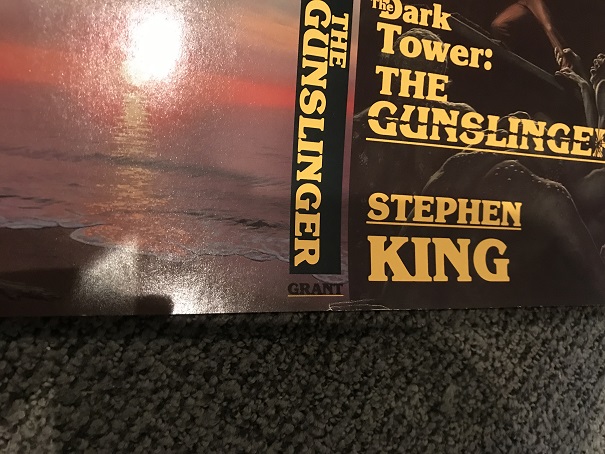 THE
GUNSLINGER
GRANT
The Dark
Tower:
THE
GUNSLINGER
STEPHEN
KING